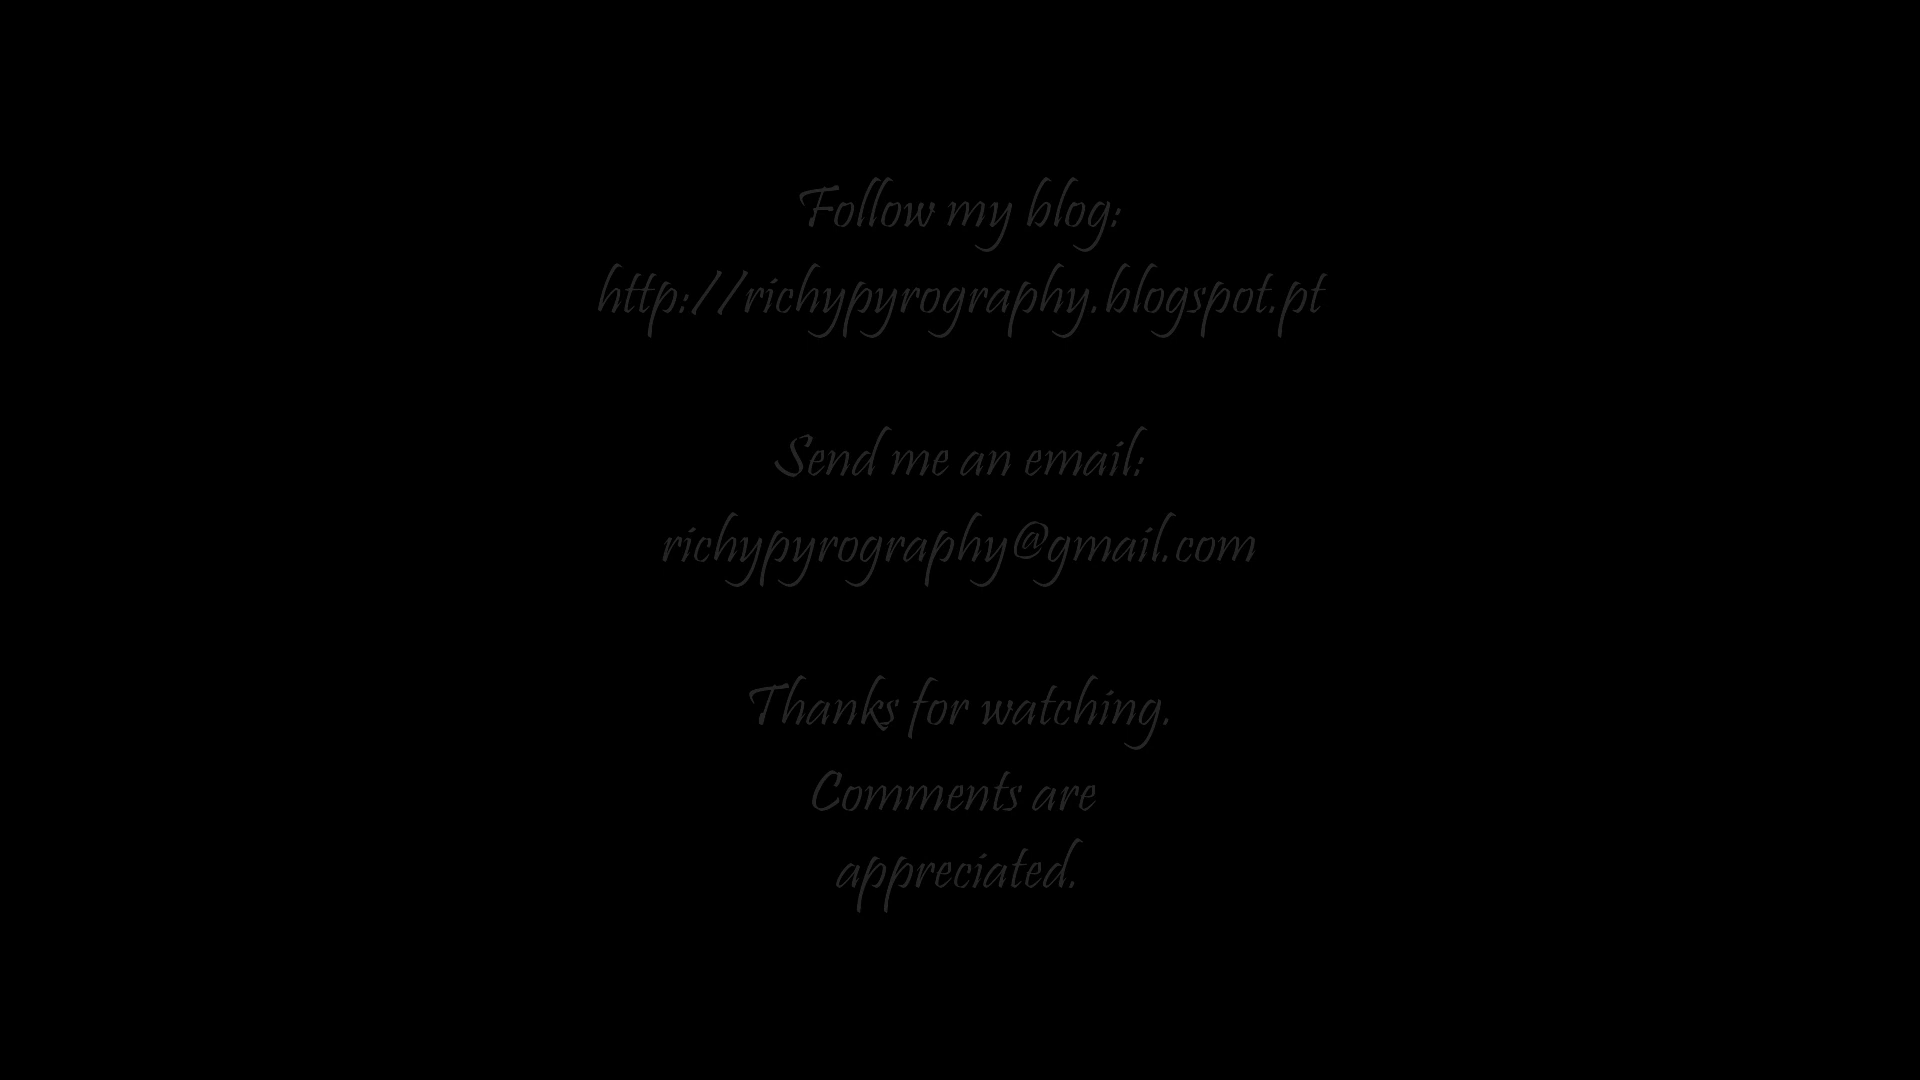 Follow my blog:
http://richypyrography.blogspot.pt
Send me an email:
richypyrography@gmail.com
Thanks for watching.
Comments are
appreciated.